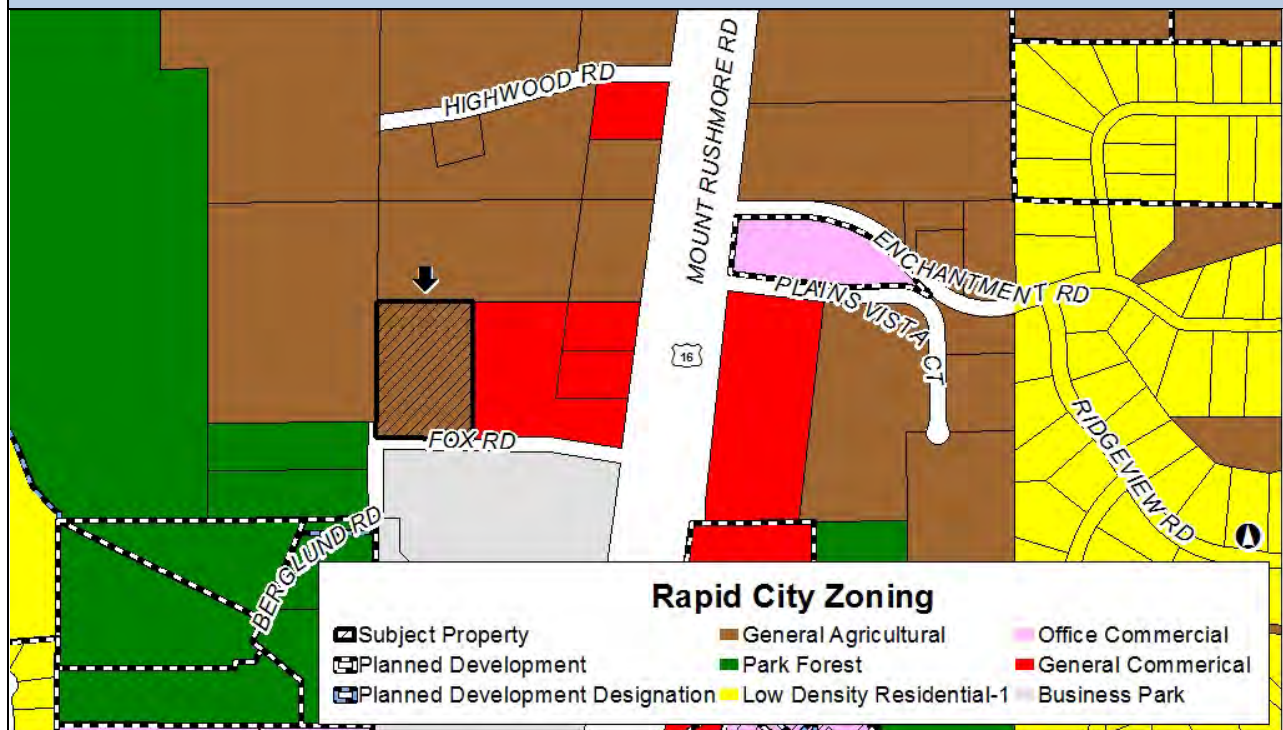 HIGHWOOD RD
MOUNT RUSHMORE RD
ENCHANTMENT RD
PLAINS VISTA CT
16
FOX RD
RIDGEVIEW RD
BERGLUND RD
Rapid City Zoning
Subject Property
General Agricultural
Office Commercial
Planned Development
Park Forest
General Commerical
Planned Development Designation
Low Density Residential-1
Business Park